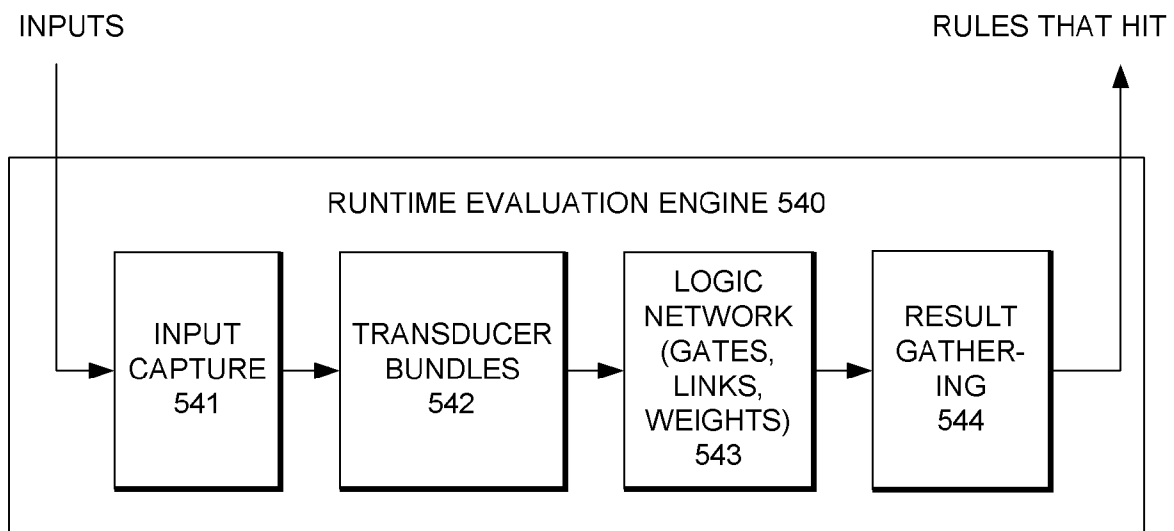 INPUTS
RULES THAT HIT
RUNTIME EVALUATION ENGINE 540
INPUT
CAPTURE
541
TRANSDUCER
BUNDLES
542
LOGIC
NETWORK
(GATES,
LINKS,
WEIGHTS)
543
RESULT
GATHER-
ING
544